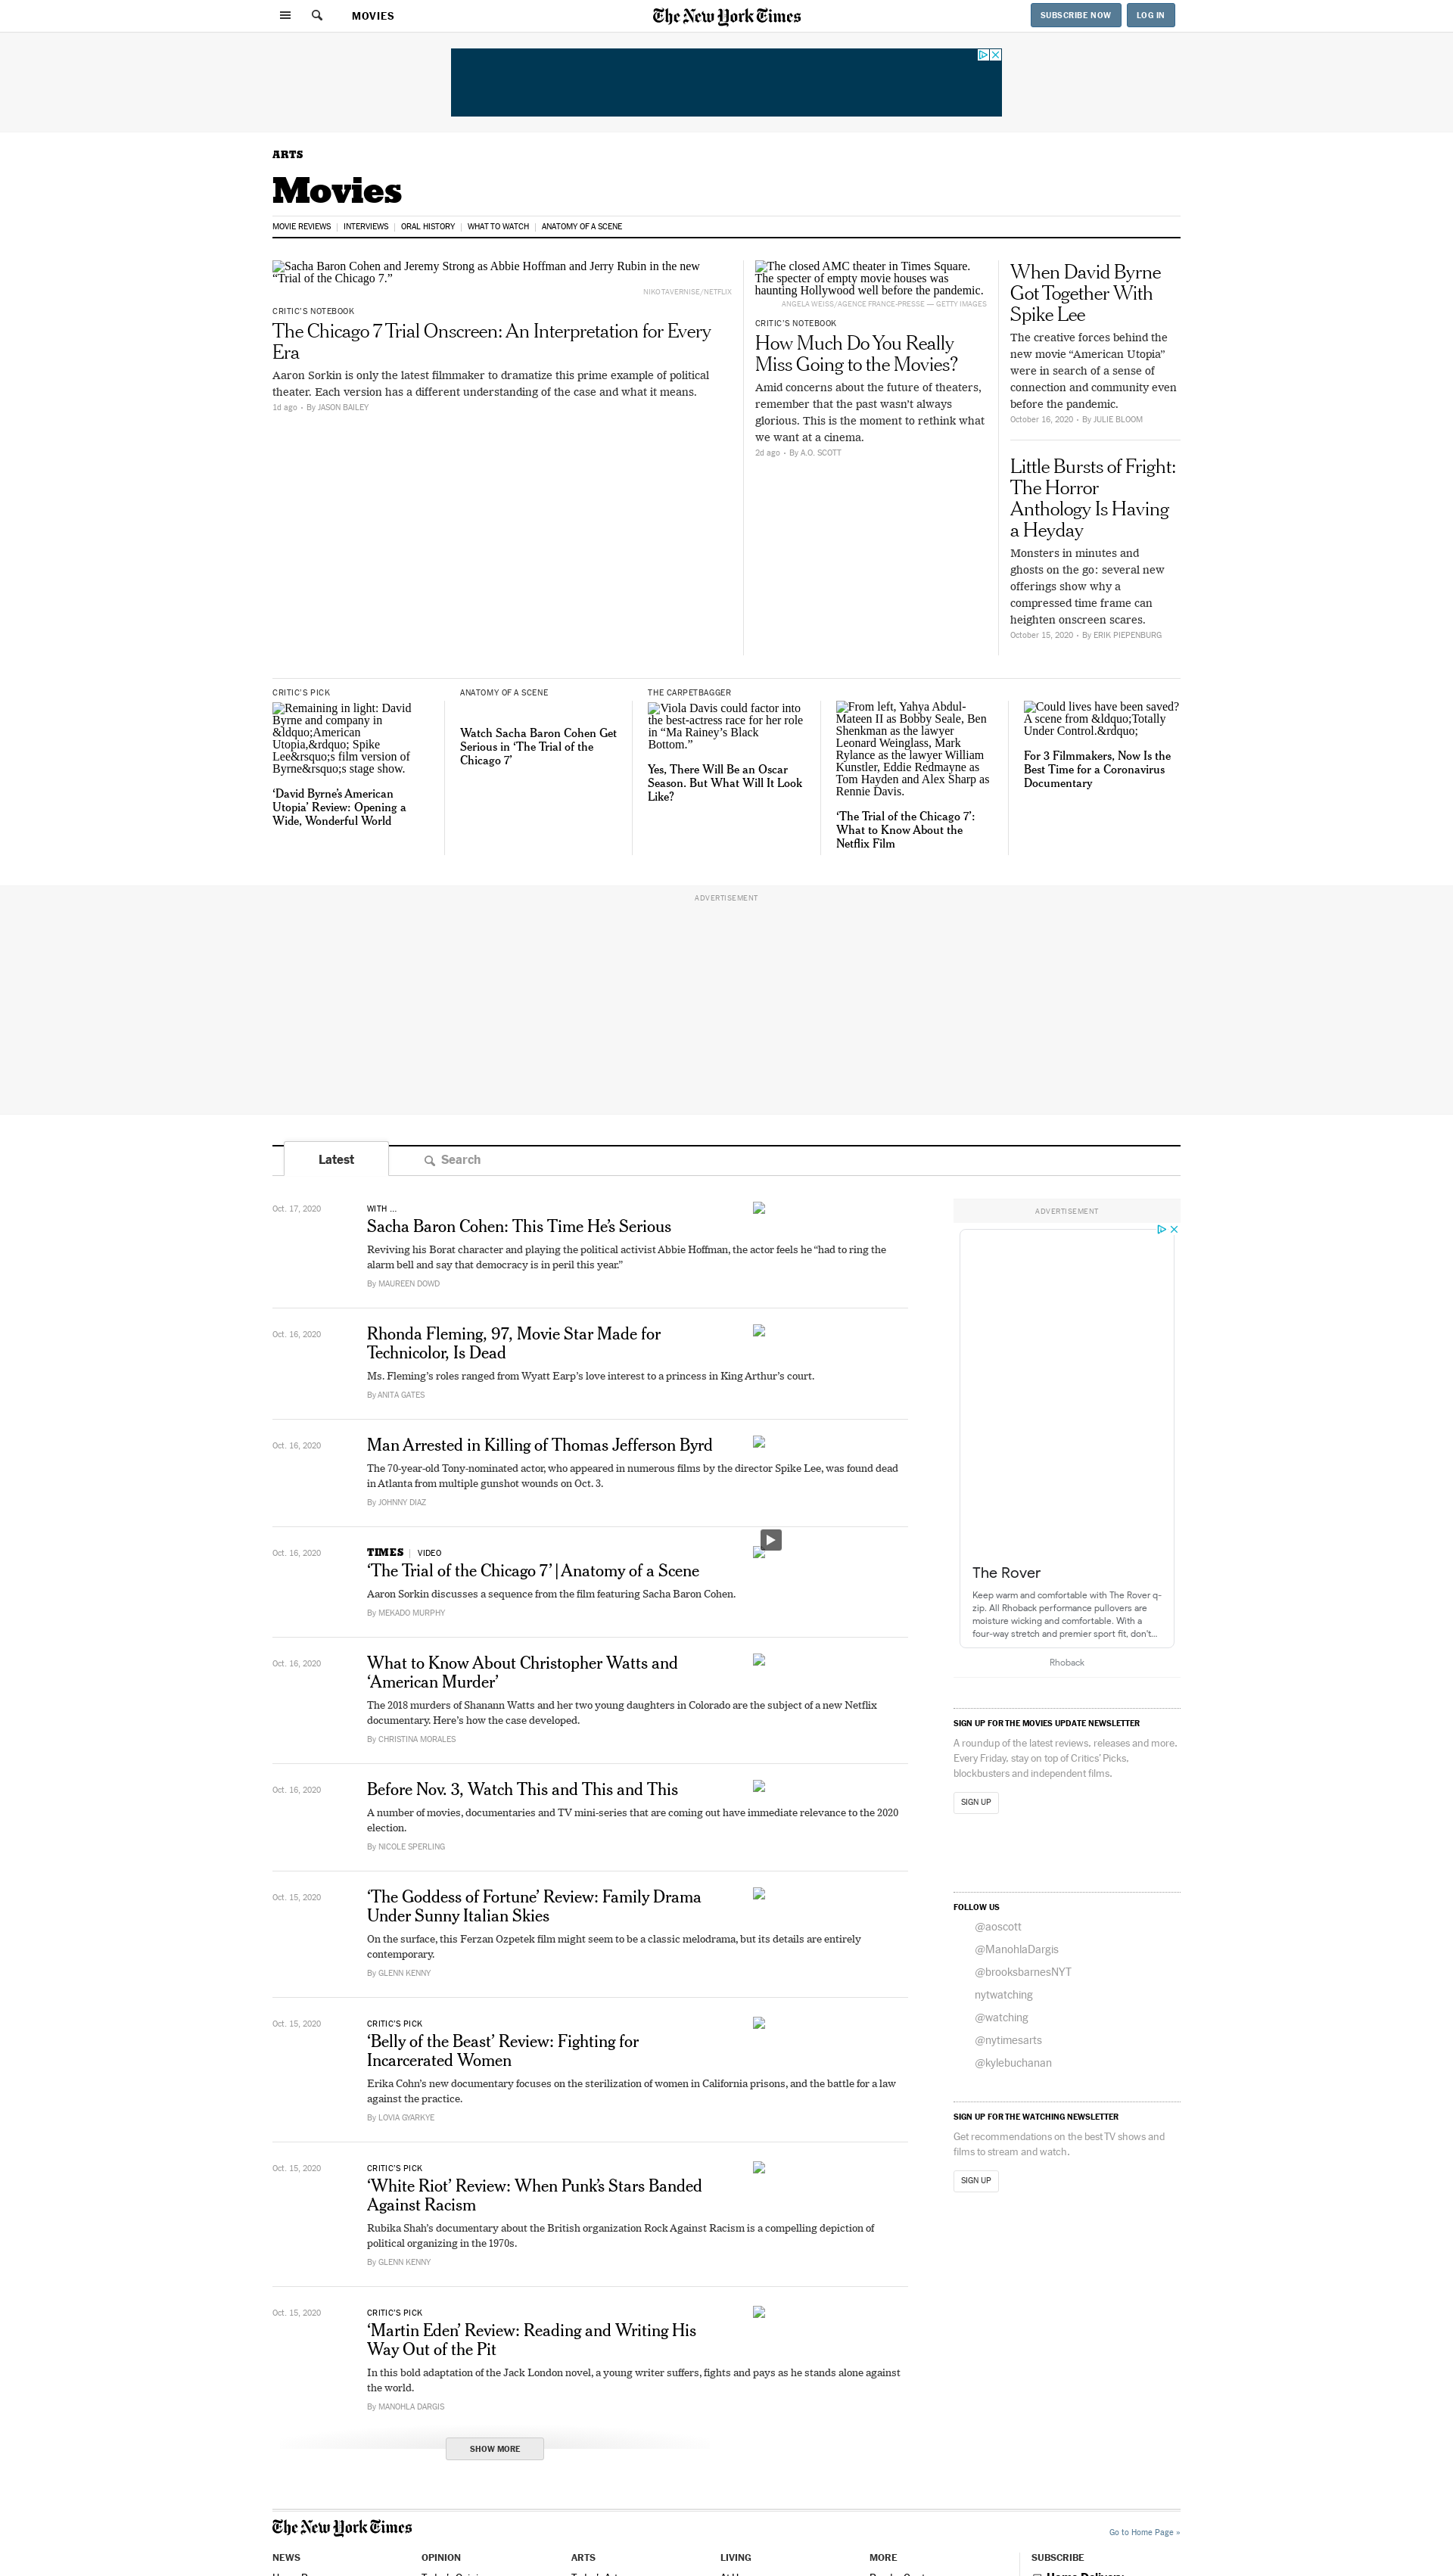 MOVIES
The New York Times
SUBSCRIBE NOW
LOG IN
ARTS
Movies
MOVIE REVIEWS
INTERVIEWS
ORAL HISTORY
WHAT TO WATCH
ANATOMY OF A SCENE
Sacha Baron Cohen and Jeremy Strong as Abbie Hoffman and Jerry Rubin in the new
“Trial of the Chicago 7.”
NIKO TAVERNISE/NETFLIX
CRITIC'S NOTEBOOK
The Chicago 7 Trial Onscreen: An Interpretation for Every
Era
Aaron Sorkin is only the latest filmmaker to dramatize this prime example of political
theater. Each version has a different understanding of the case and what it means.
1d ago • By JASON BAILEY
The closed AMC theater in Times Square.
The specter of empty movie houses was
haunting Hollywood well before the pandemic.
ANGELA WEISS/AGENCE FRANCE-PRESSE — GETTY IMAGES
CRITIC’S NOTEBOOK
How Much Do You Really
Miss Going to the Movies?
Amid concerns about the future of theaters,
remember that the past wasn’t always
glorious. This is the moment to rethink what
we want at a cinema.
2d ago • By A.O. SCOTT
When David Byrne
Got Together With
Spike Lee
The creative forces behind the
new movie “American Utopia”
were in search of a sense of
connection and community even
before the pandemic.
October 16, 2020 • By JULIE BLOOM
Little Bursts of Fright:
The Horror
Anthology Is Having
a Heyday
Monsters in minutes and
ghosts on the go: several new
offerings show why a
compressed time frame can
heighten onscreen scares.
October 15, 2020 • By ERIK PIEPENBURG
CRITIC’S PICK
Remaining in light: David
Byrne and company in
&ldquo;American
Utopia,&rdquo; Spike
Lee&rsquo;s film version of
Byrne&rsquo;s stage show.
‘David Byrne’s American
Utopia’ Review: Opening a
Wide, Wonderful World
ANATOMY OF A SCENE
Watch Sacha Baron Cohen Get
Serious in ‘The Trial of the
Chicago 7’
THE CARPETBAGGER
Viola Davis could factor into
the best-actress race for her role
in “Ma Rainey’s Black
Bottom.”
Yes, There Will Be an Oscar
Season. But What Will It Look
Like?
From left, Yahya Abdul-
Mateen II as Bobby Seale, Ben
Shenkman as the lawyer
Leonard Weinglass, Mark
Rylance as the lawyer William
Kunstler, Eddie Redmayne as
Tom Hayden and Alex Sharp as
Rennie Davis.
‘The Trial of the Chicago 7’:
What to Know About the
Netflix Film
Could lives have been saved?
A scene from &ldquo;Totally
Under Control.&rdquo;
For 3 Filmmakers, Now Is the
Best Time for a Coronavirus
Documentary
ADVERTISEMENT
Latest
Search
Oct. 17, 2020
WITH ...
Sacha Baron Cohen: This Time He’s Serious
Reviving his Borat character and playing the political activist Abbie Hoffman, the actor feels he “had to ring the
alarm bell and say that democracy is in peril this year.”
By MAUREEN DOWD
Oct. 16, 2020
Rhonda Fleming, 97, Movie Star Made for
Technicolor, Is Dead
Ms. Fleming’s roles ranged from Wyatt Earp’s love interest to a princess in King Arthur’s court.
By ANITA GATES
Oct. 16, 2020
Man Arrested in Killing of Thomas Jefferson Byrd
The 70-year-old Tony-nominated actor, who appeared in numerous films by the director Spike Lee, was found dead
in Atlanta from multiple gunshot wounds on Oct. 3.
By JOHNNY DIAZ
Oct. 16, 2020
TIMES | VIDEO
‘The Trial of the Chicago 7’ | Anatomy of a Scene
Aaron Sorkin discusses a sequence from the film featuring Sacha Baron Cohen.
By MEKADO MURPHY
Oct. 16, 2020
What to Know About Christopher Watts and
‘American Murder’
The 2018 murders of Shanann Watts and her two young daughters in Colorado are the subject of a new Netflix
documentary. Here’s how the case developed.
By CHRISTINA MORALES
Oct. 16, 2020
Before Nov. 3, Watch This and This and This
A number of movies, documentaries and TV mini-series that are coming out have immediate relevance to the 2020
election.
By NICOLE SPERLING
Oct. 15, 2020
‘The Goddess of Fortune’ Review: Family Drama
Under Sunny Italian Skies
On the surface, this Ferzan Ozpetek film might seem to be a classic melodrama, but its details are entirely
contemporary.
By GLENN KENNY
Oct. 15, 2020
CRITIC’S PICK
‘Belly of the Beast’ Review: Fighting for
Incarcerated Women
Erika Cohn’s new documentary focuses on the sterilization of women in California prisons, and the battle for a law
against the practice.
By LOVIA GYARKYE
Oct. 15, 2020
CRITIC’S PICK
‘White Riot’ Review: When Punk’s Stars Banded
Against Racism
Rubika Shah’s documentary about the British organization Rock Against Racism is a compelling depiction of
political organizing in the 1970s.
By GLENN KENNY
Oct. 15, 2020
CRITIC’S PICK
‘Martin Eden’ Review: Reading and Writing His
Way Out of the Pit
In this bold adaptation of the Jack London novel, a young writer suffers, fights and pays as he stands alone against
the world.
By MANOHLA DARGIS
SHOW MORE
ADVERTISEMENT
The Rover
Keep warm and comfortable with The Rover q-
zip. All Rhoback performance pullovers are
moisture wicking and comfortable. With a
four-way stretch and premier sport fit, don't...
Rhoback
SIGN UP FOR THE MOVIES UPDATE NEWSLETTER
A roundup of the latest reviews, releases and more.
Every Friday, stay on top of Critics’ Picks,
blockbusters and independent films.
SIGN UP
FOLLOW US
@aoscott
@ManohlaDargis
@brooksbarnesNYT
nytwatching
@watching
@nytimesarts
@kylebuchanan
SIGN UP FOR THE WATCHING NEWSLETTER
Get recommendations on the best TV shows and
films to stream and watch.
SIGN UP
The New York Times
Go to Home Page »
NEWS
OPINION
ARTS
LIVING
MORE
SUBSCRIBE